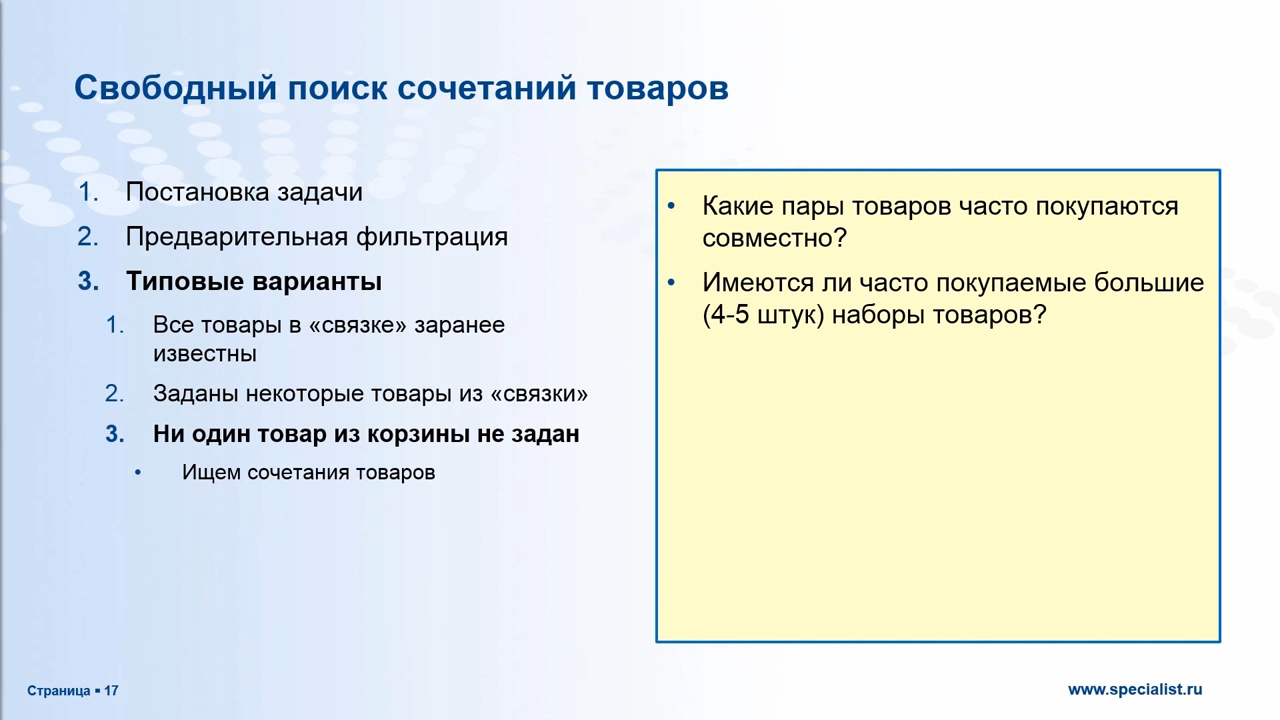 Свободный поиск сочетаний товаров
1. Постановка задачи
2. Предварительная фильтрация
3. Типовые варианты
1. Все товары в «связке» заранее
известны
2. Заданы некоторые товары из «связки»
3. Ни один товар из корзины не задан
• Ищем сочетания товаров
• Какие пары товаров часто покупаются
совместно?
• Имеются ли часто покупаемые большие
(4-5 штук) наборы товаров?
Страница ▪ 17
www.specialist.ru